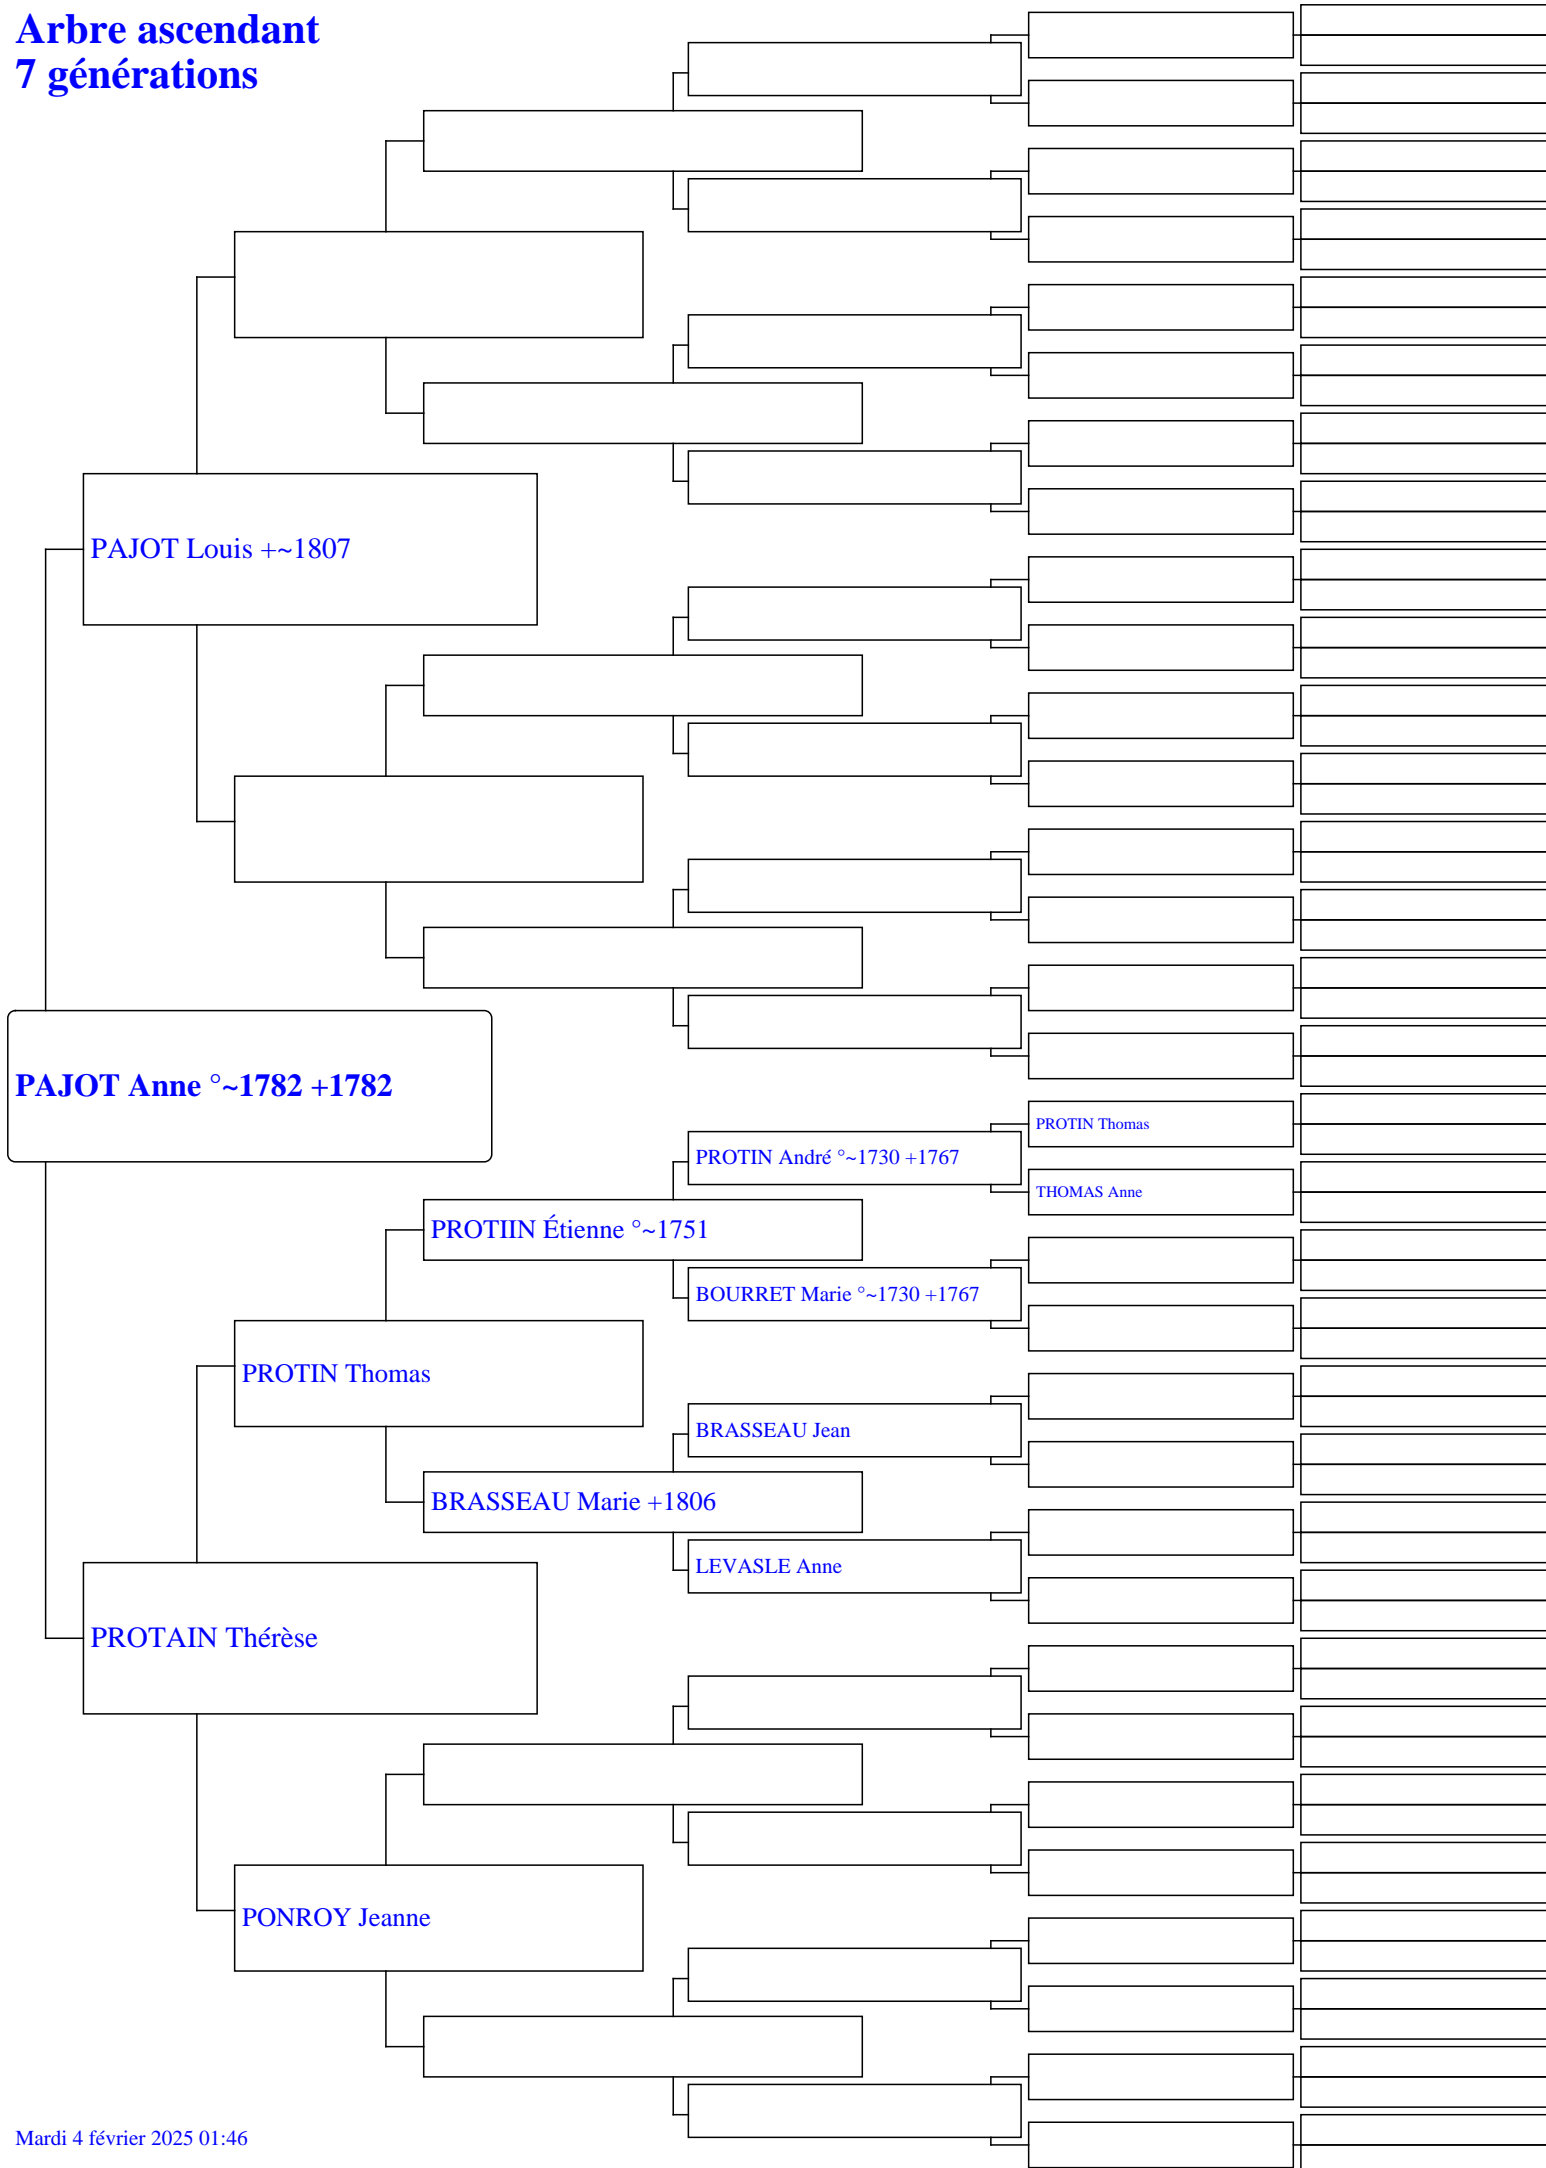 Arbre ascendant
7 générations
PAJOT Louis +~1807
PAJOT Anne °~1782 +1782
PROTIN Thomas
PROTIN André °~1730 +1767
THOMAS Anne
PROTIIN Étienne °~1751
BOURRET Marie °~1730 +1767
PROTIN Thomas
BRASSEAU Jean
BRASSEAU Marie +1806
LEVASLE Anne
PROTAIN Thérèse
PONROY Jeanne
Mardi 4 février 2025 01:46